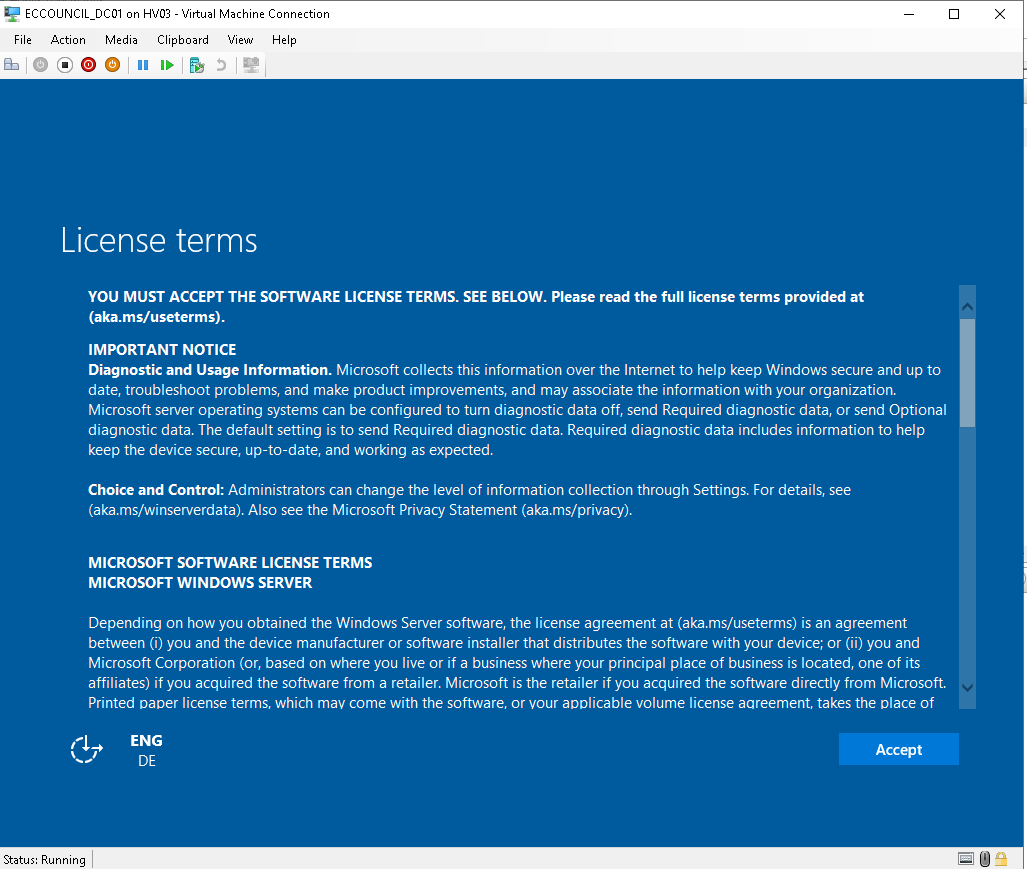 ECCOUNCIL_DC01 on HV03 - Virtual Machine Connection
File Action Media Clipboard View Help
License terms
YOU MUST ACCEPT THE SOFTWARE LICENSE TERMS. SEE BELOW. Please read the full license terms provided at
(aka.ms/useterms).
IMPORTANT NOTICE
Diagnostic and Usage Information. Microsoft collects this information over the Internet to help keep Windows secure and up to
date, troubleshoot problems, and make product improvements, and may associate the information with your organization.
Microsoft server operating systems can be configured to turn diagnostic data off, send Required diagnostic data, or send Optional
diagnostic data. The default setting is to send Required diagnostic data. Required diagnostic data includes information to help
keep the device secure, up-to-date, and working as expected.
Choice and Control: Administrators can change the level of information collection through Settings. For details, see
(aka.ms/winserverdata). Also see the Microsoft Privacy Statement (aka.ms/privacy).
MICROSOFT SOFTWARE LICENSE TERMS
MICROSOFT WINDOWS SERVER
Depending on how you obtained the Windows Server software, the license agreement at (aka.ms/useterms) is an agreement
between (i) you and the device manufacturer or software installer that distributes the software with your device; or (ii) you and
Microsoft Corporation (or, based on where you live or if a business where your principal place of business is located, one of its
affiliates) if you acquired the software from a retailer. Microsoft is the retailer if you acquired the software directly from Microsoft.
Printed paper license terms, which may come with the software, or your applicable volume license agreement, takes the place of
ENG
DE
Accept
Status: Running